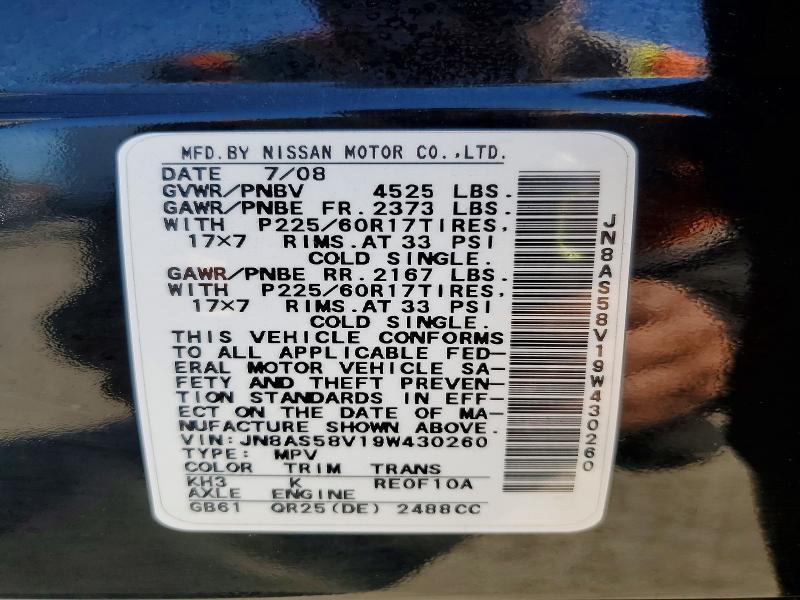 MFD.BY NISSAN MOTOR CO.,LTD.
DATE 7/08
GVWR/PNBV 4525 LBS.
GAWR/PNBE FR. 2373 LBS.
WITH P225/60R17TIRES,
17×7 RIMS.AT 33 PSI
COLD SINGLE.
GAWR/PNBE RR. 2167 LBS.
WITH P225/60R17TIRES,
17×7 RIMS.AT 33 PSI
COLD SINGLE.
THIS VEHICLE CONFORMS
TO ALL APPLICABLE FED-
ERAL MOTOR VEHICLE SA-
FETY AND THEFT PREVEN-
TION STANDARDS IN EFF-
ECT ON THE DATE OF MA-
NUFACTURE SHOWN ABOVE.
VIN:JN8AS58V19W430260
TYPE: MPV
COLOR TRIM TRANS
KH3 K RE0F10A
AXLE ENGINE
GB61 QR25(DE) 2488CC
JN8AS58V19W430260